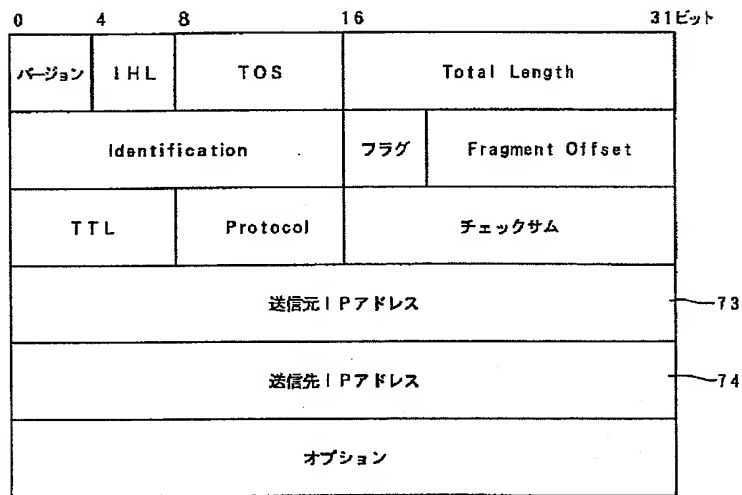 0 4 8 16 31ビット
バージョン IHL TOS Total Length
Identification フラグ Fragment Offset
TTL Protocol チェックサム
送信元IPアドレス 73
送信先IPアドレス 74
オプション